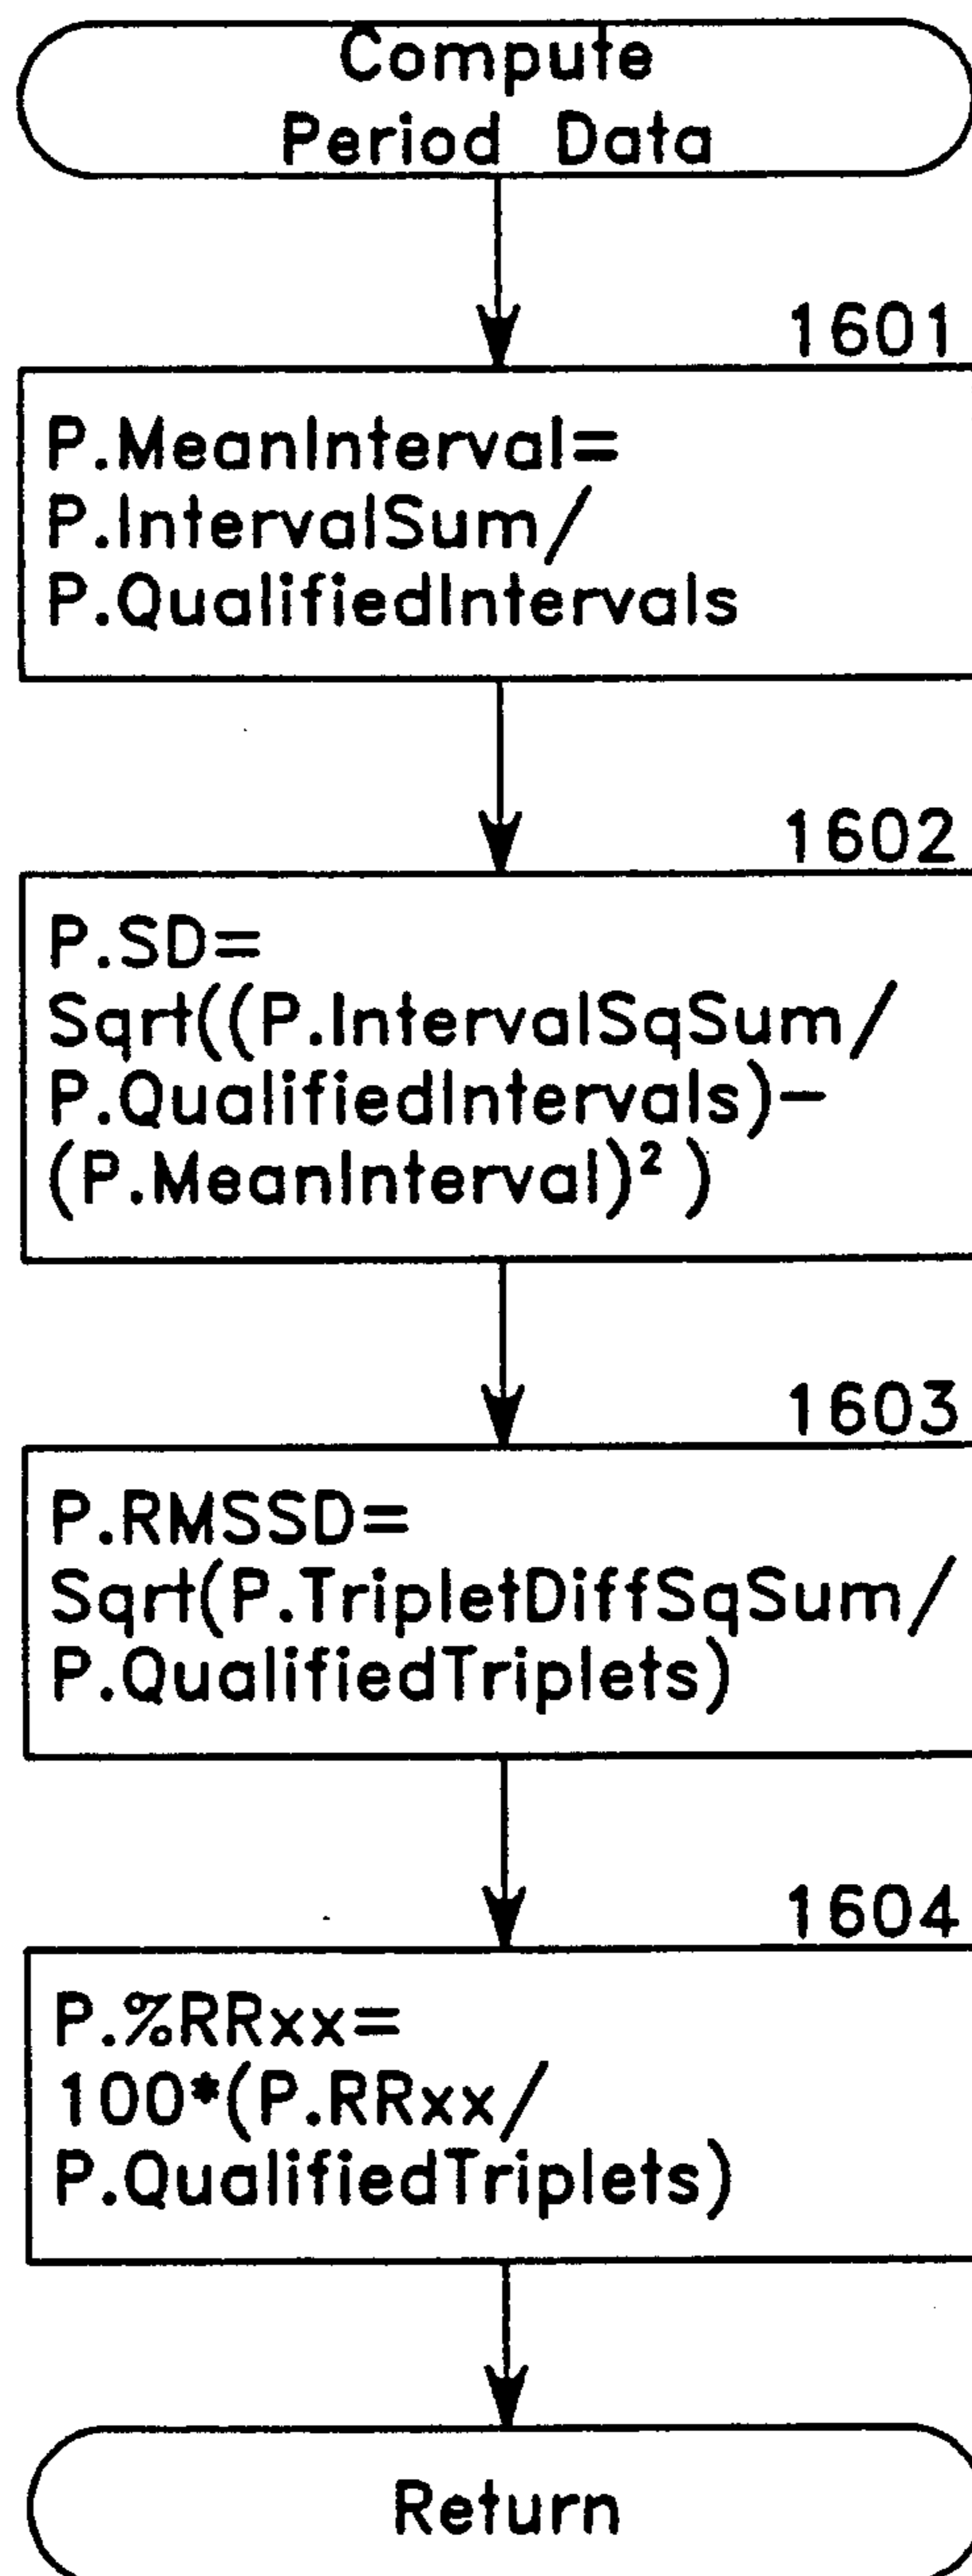 Compute
Period Data
1601
P.MeanInterval=
P.IntervalSum/
P.QualifiedIntervals
1602
P.SD=
Sqrt((P.IntervalSqSum/
P.QualifiedIntervals)-
(P.MeanInterval)² )
1603
P.RMSSD=
Sqrt(P.TripletDiffSqSum/
P.QualifiedTriplets)
1604
P.%RRxx=
100*(P.RRxx/
P.QualifiedTriplets)
Return